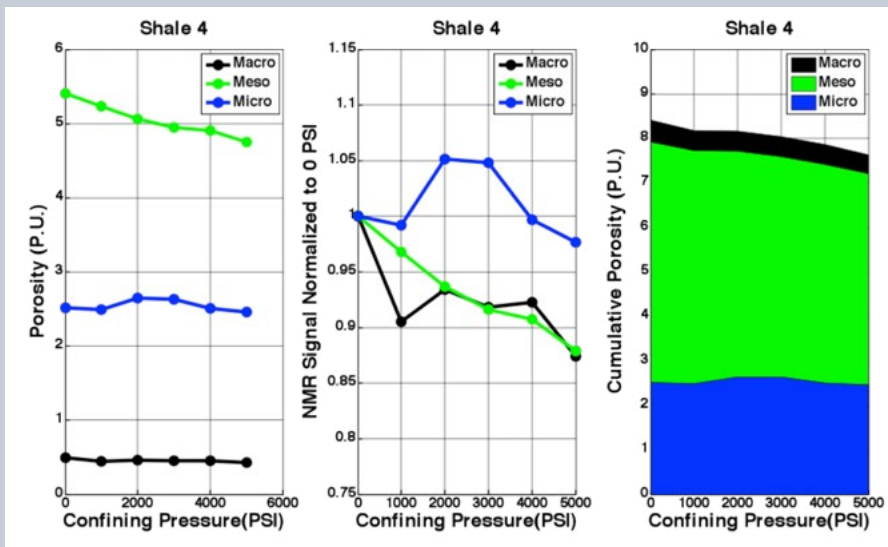 Shale 4
6
5
4
3
2
1
0
Porosity (P.U.)
Macro
Meso
Micro
0 2000 4000 6000
Confining Pressure(PSI)
Shale 4
1.15
1.1
1.05
1
0.95
0.9
0.85
0.8
0.75
NMR Signal Normalized to 0 PSI
Macro
Meso
Micro
0 1000 2000 3000 4000 5000
Confining Pressure(PSI)
Shale 4
10
9
8
7
6
5
4
3
2
1
0
Cumulative Porosity (P.U.)
Macro
Meso
Micro
0 1000 2000 3000 4000 5000
Confining Pressure(PSI)